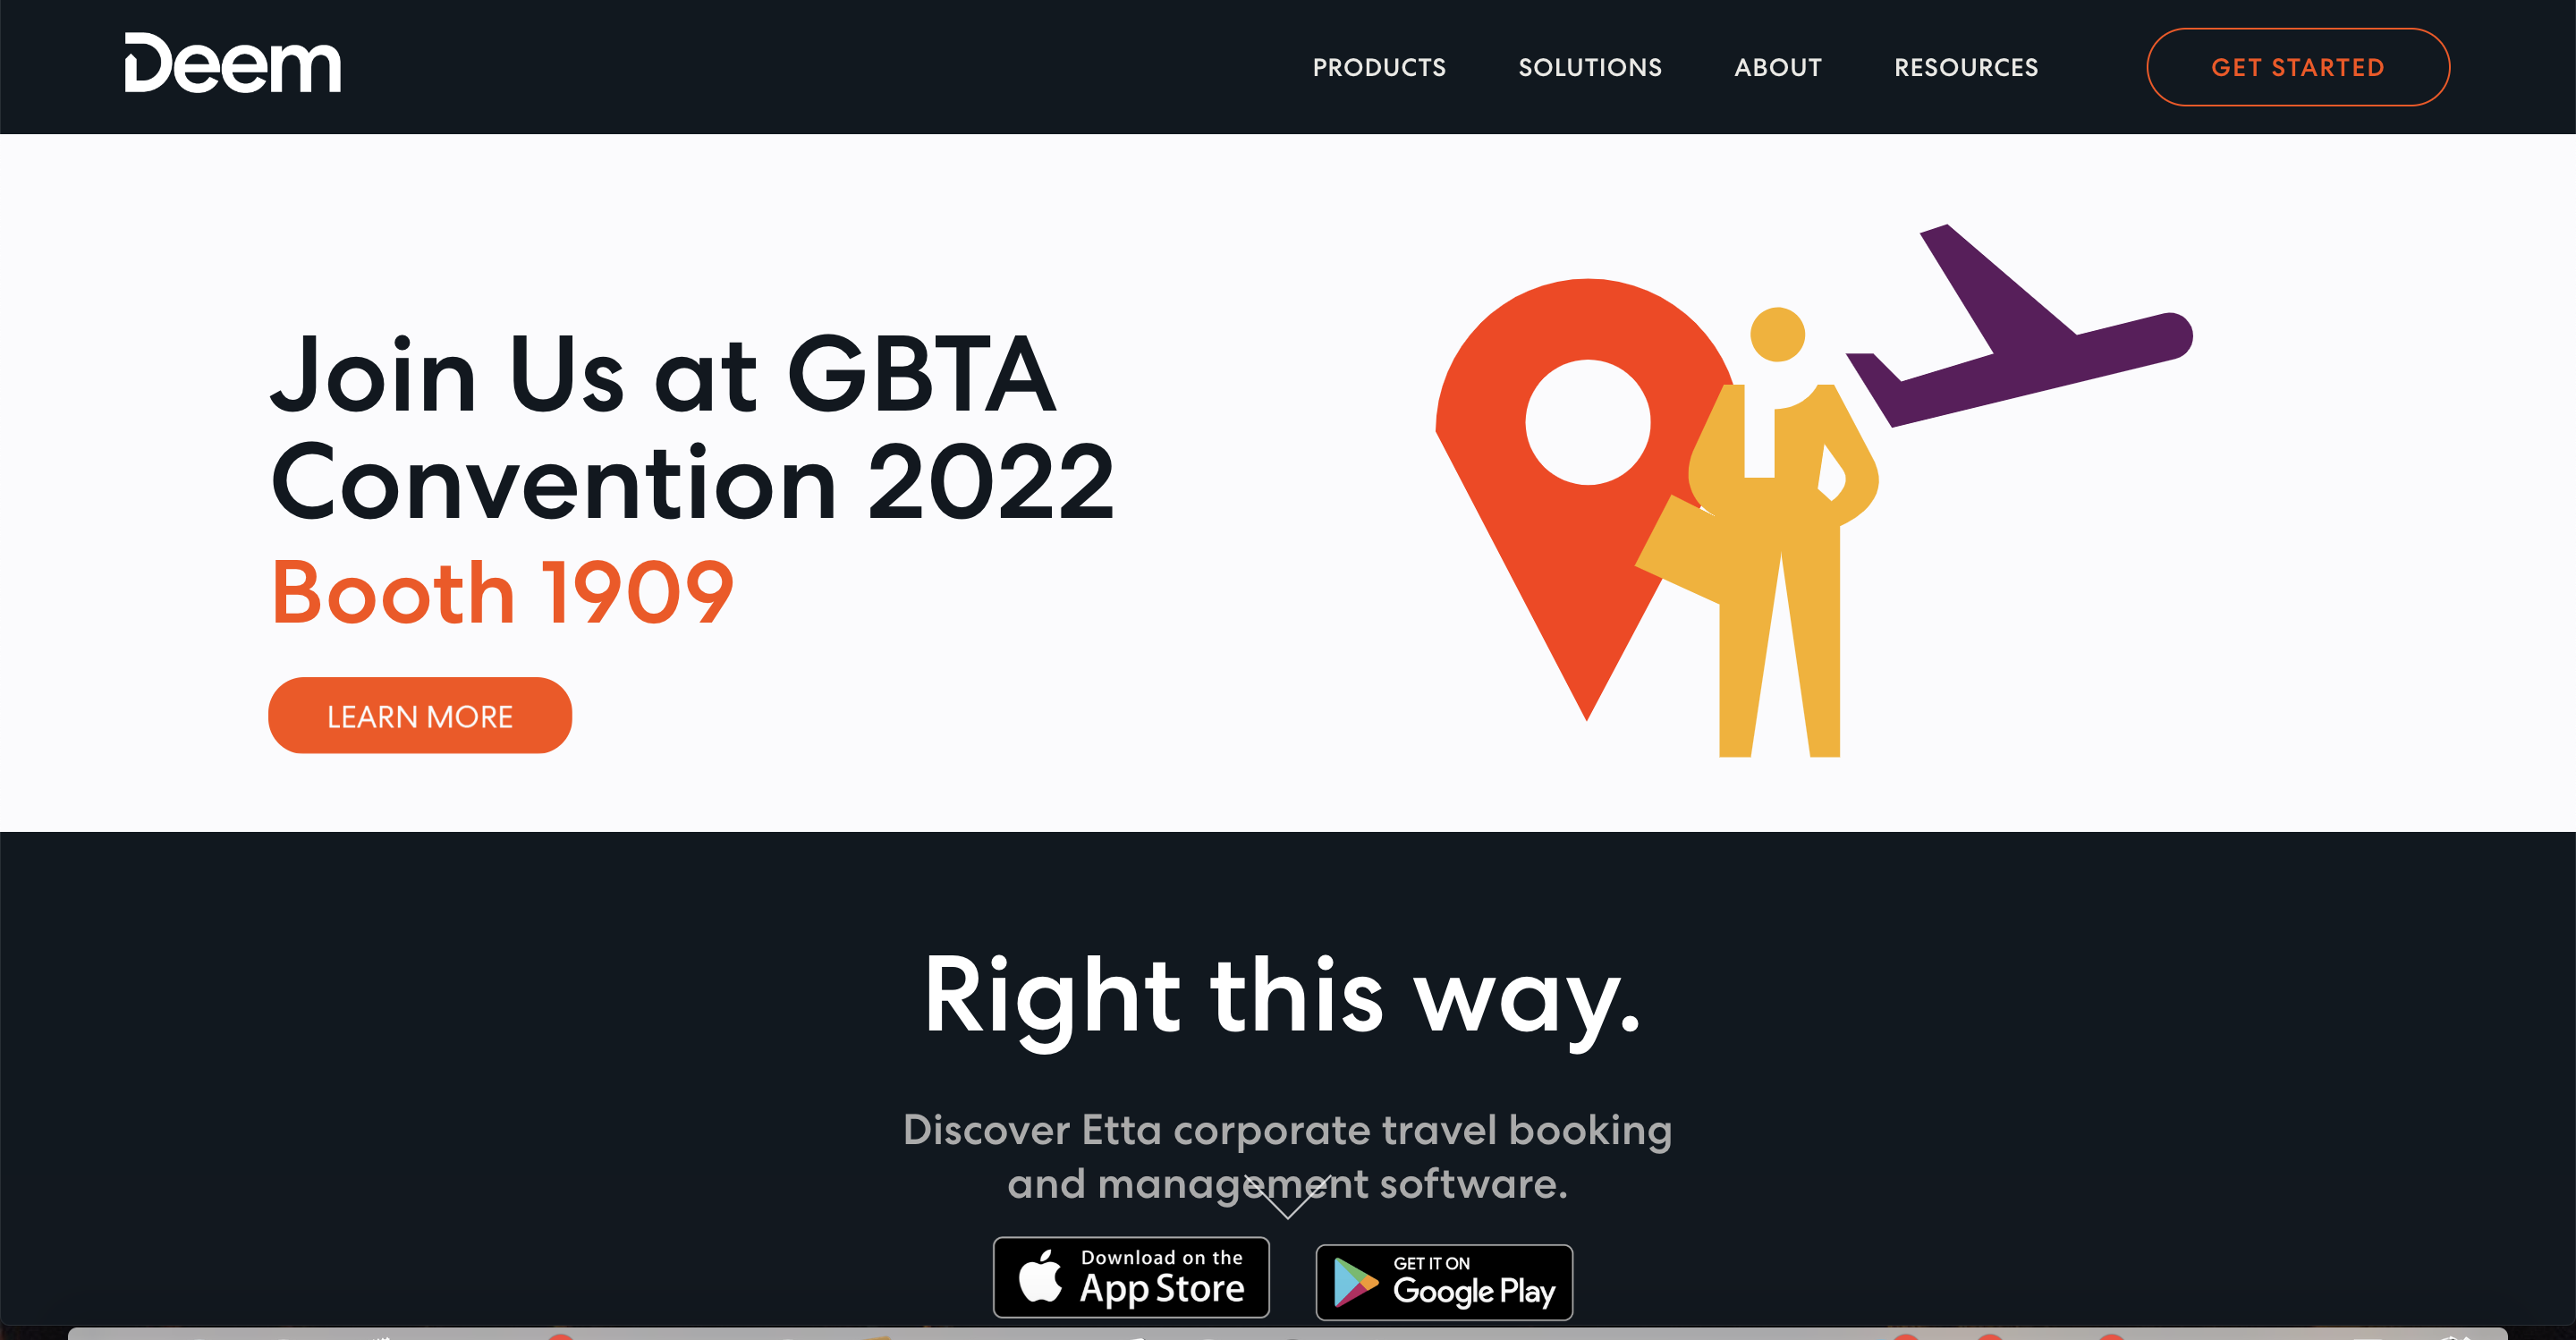 Deem
PRODUCTS SOLUTIONS ABOUT RESOURCES GET STARTED
Join Us at GBTA
Convention 2022
Booth 1909
LEARN MORE
Right this way.
Discover Etta corporate travel booking
and management software.
Download on the
App Store
GET IT ON
Google Play